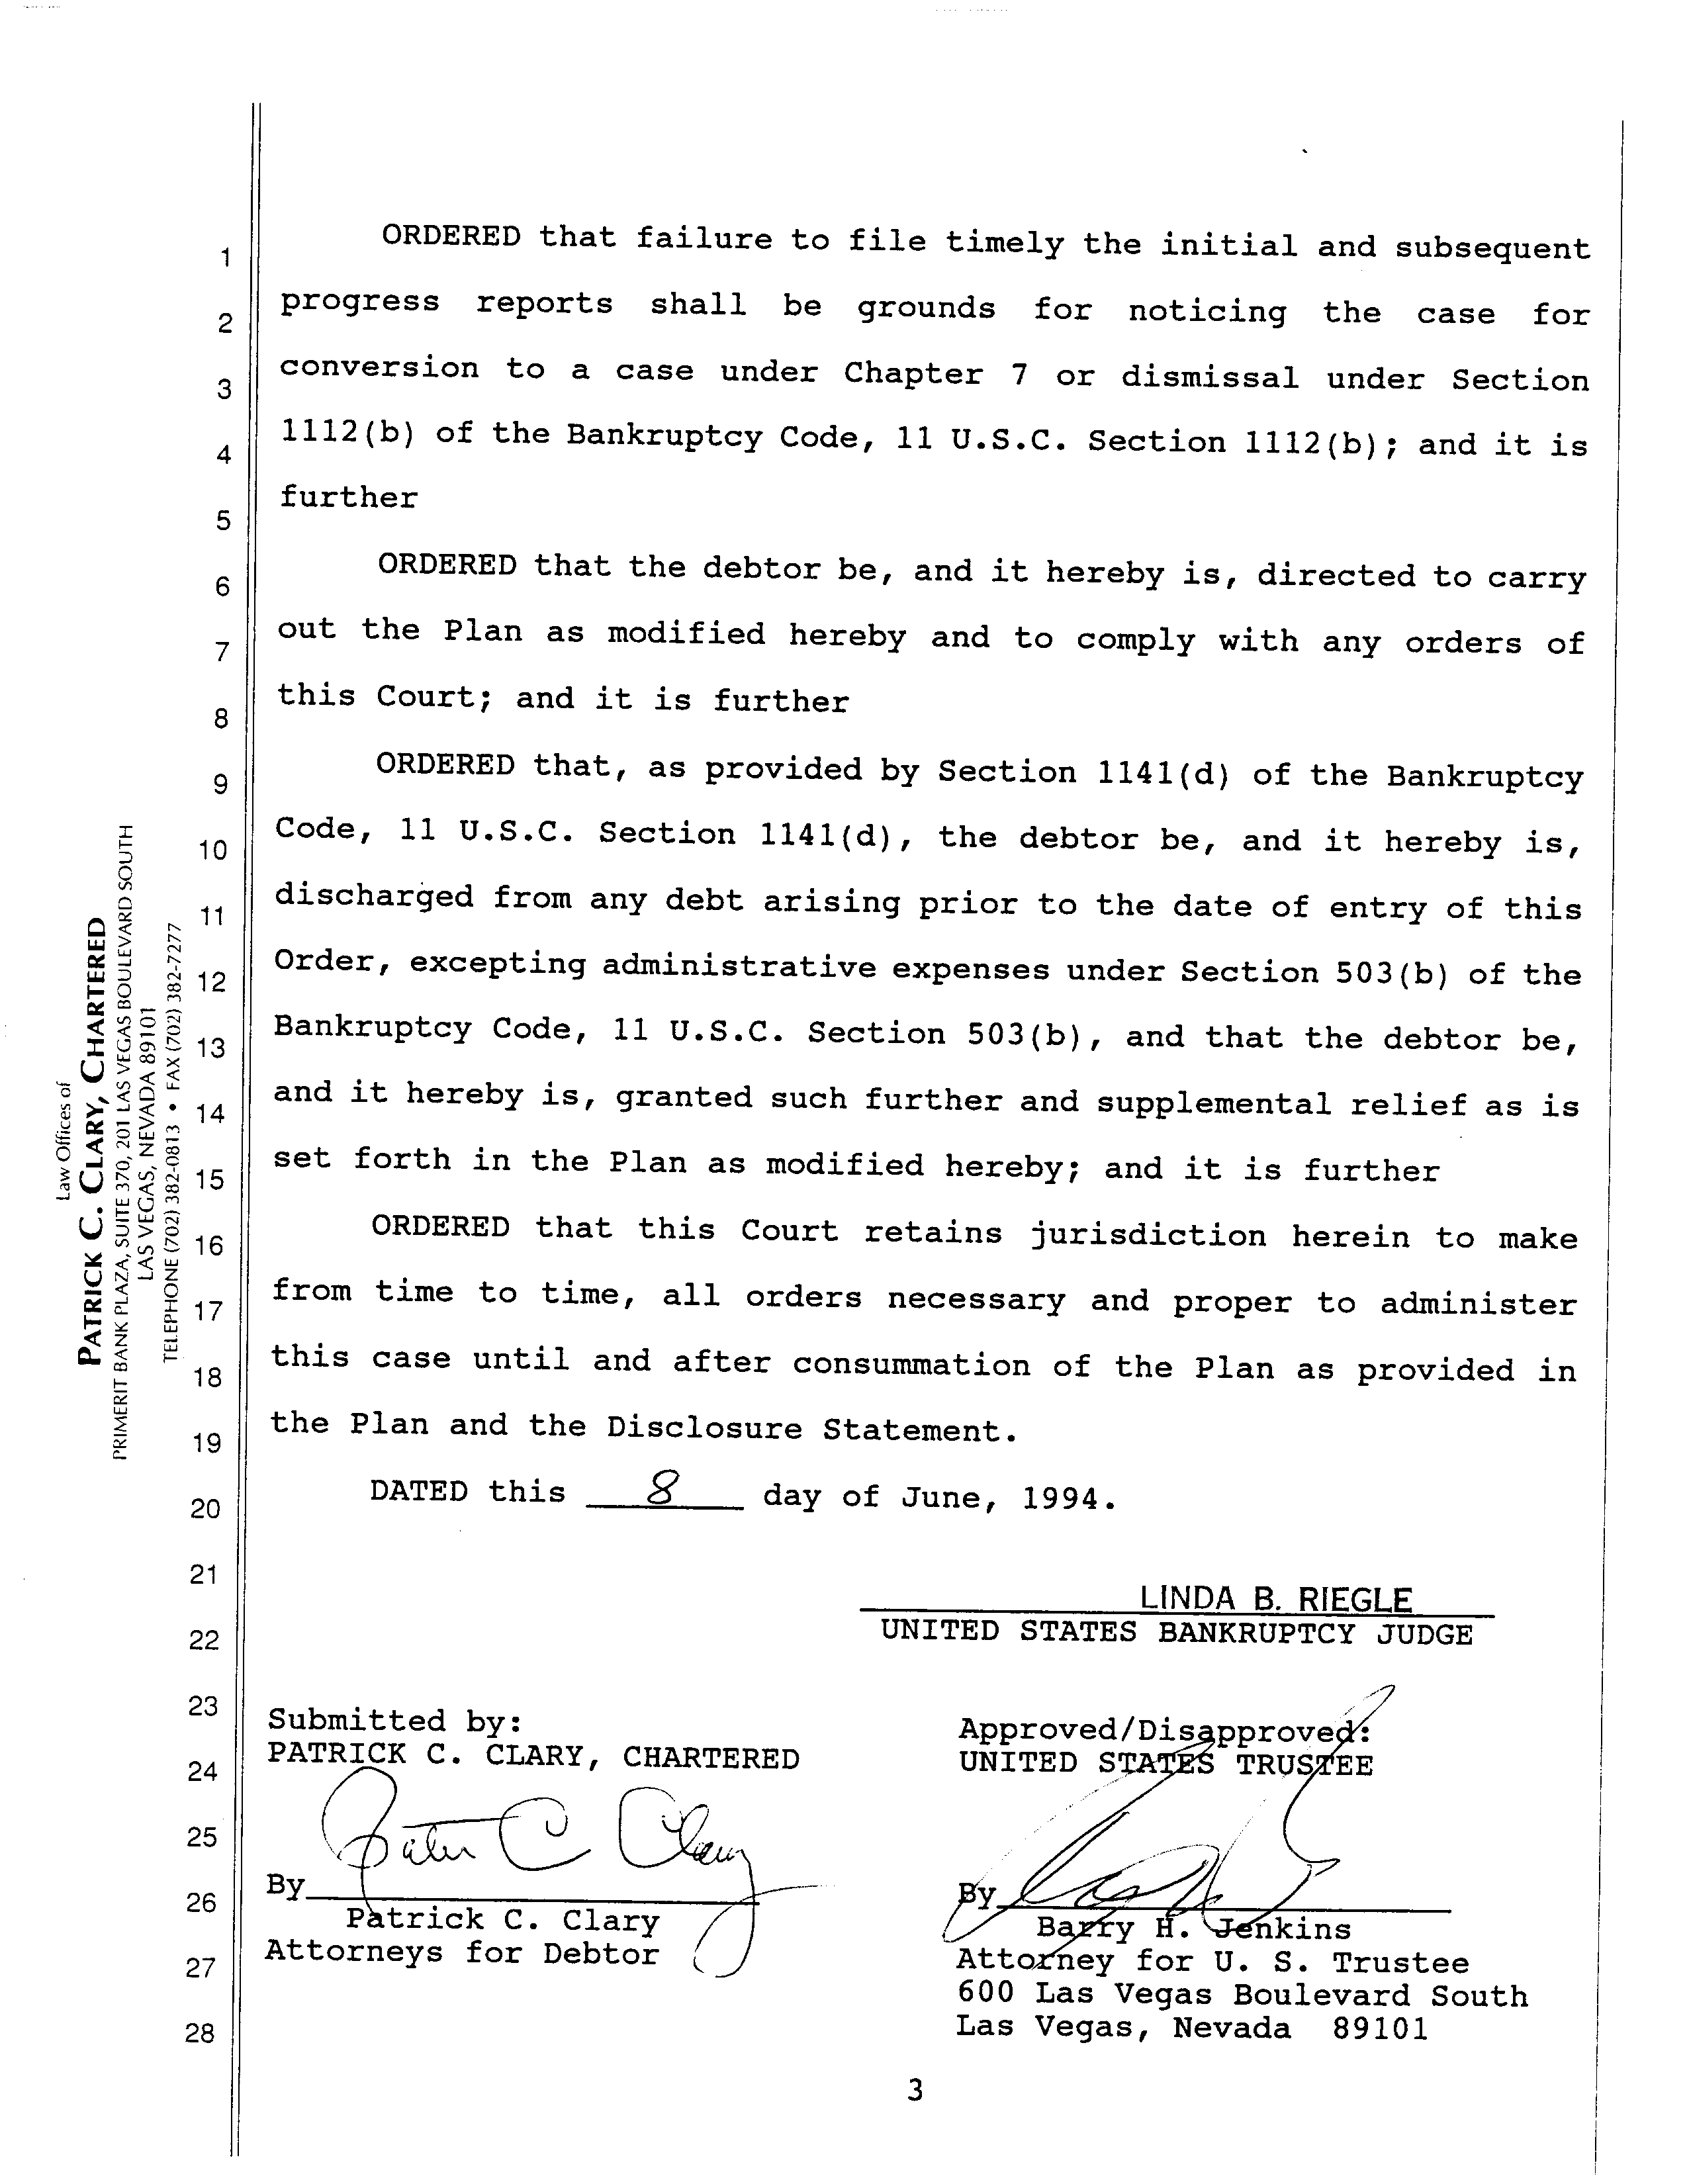 Law Offices of
PATRICK C. CLARY, CHARTERED
PRIMERIT BANK PLAZA, SUITE 370, 201 LAS VEGAS BOULEVARD SOUTH
LAS VEGAS, NEVADA 89101
TELEPHONE (702) 382-0813 • FAX (702) 382-7277
1 ORDERED that failure to file timely the initial and subsequent
2 progress reports shall be grounds for noticing the case for
3 conversion to a case under Chapter 7 or dismissal under Section
4 1112(b) of the Bankruptcy Code, 11 U.S.C. Section 1112(b); and it is
5 further
6 ORDERED that the debtor be, and it hereby is, directed to carry
7 out the Plan as modified hereby and to comply with any orders of
8 this Court; and it is further
9 ORDERED that, as provided by Section 1141(d) of the Bankruptcy
10 Code, 11 U.S.C. Section 1141(d), the debtor be, and it hereby is,
11 discharged from any debt arising prior to the date of entry of this
12 Order, excepting administrative expenses under Section 503(b) of the
13 Bankruptcy Code, 11 U.S.C. Section 503(b), and that the debtor be,
14 and it hereby is, granted such further and supplemental relief as is
15 set forth in the Plan as modified hereby; and it is further
16 ORDERED that this Court retains jurisdiction herein to make
17 from time to time, all orders necessary and proper to administer
18 this case until and after consummation of the Plan as provided in
19 the Plan and the Disclosure Statement.
20 DATED this 8 day of June, 1994.
21
LINDA B. RIEGLE
22 UNITED STATES BANKRUPTCY JUDGE
23 Submitted by:
24 PATRICK C. CLARY, CHARTERED
25 Patrick C Clary
26 By
Patrick C. Clary
27 Attorneys for Debtor
28
Approved/Disapproved:
UNITED STATES TRUSTEE
By
Barry H. Jenkins
Attorney for U. S. Trustee
600 Las Vegas Boulevard South
Las Vegas, Nevada 89101
3